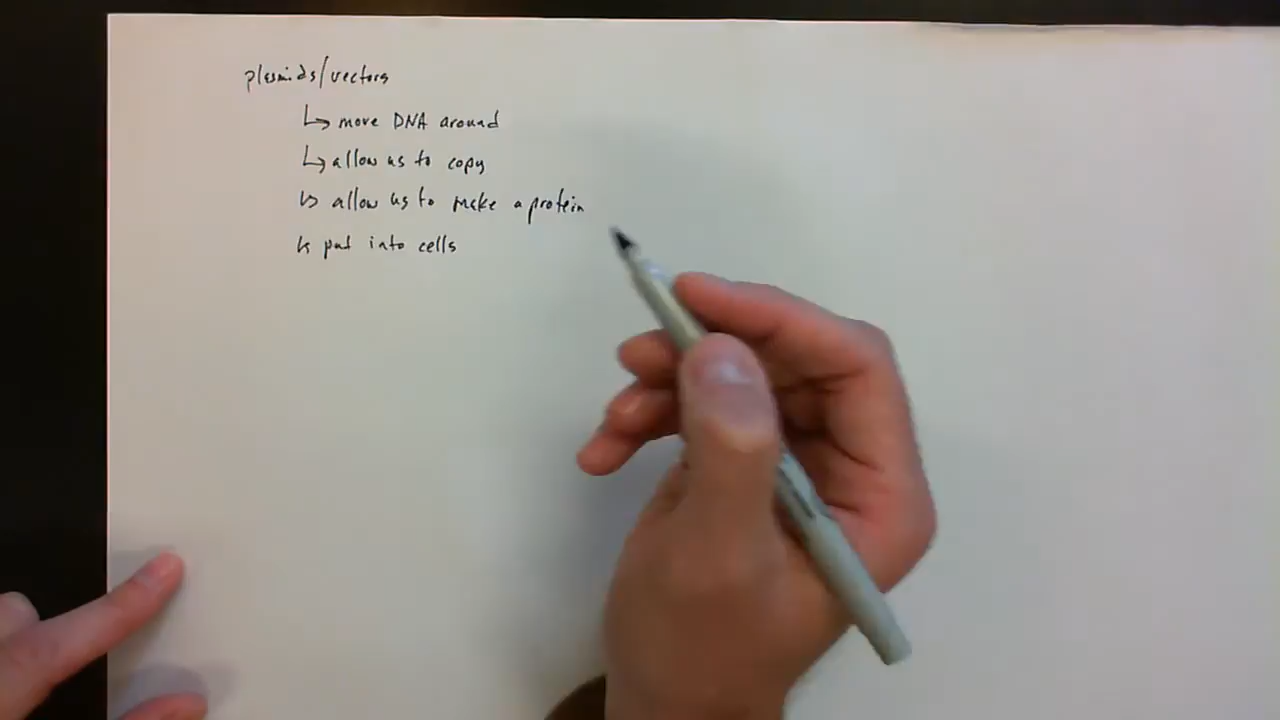 plasmids/vectors
↳ move DNA around
↳ allow us to copy
↳ allow us to make a protein
↳ put into cells